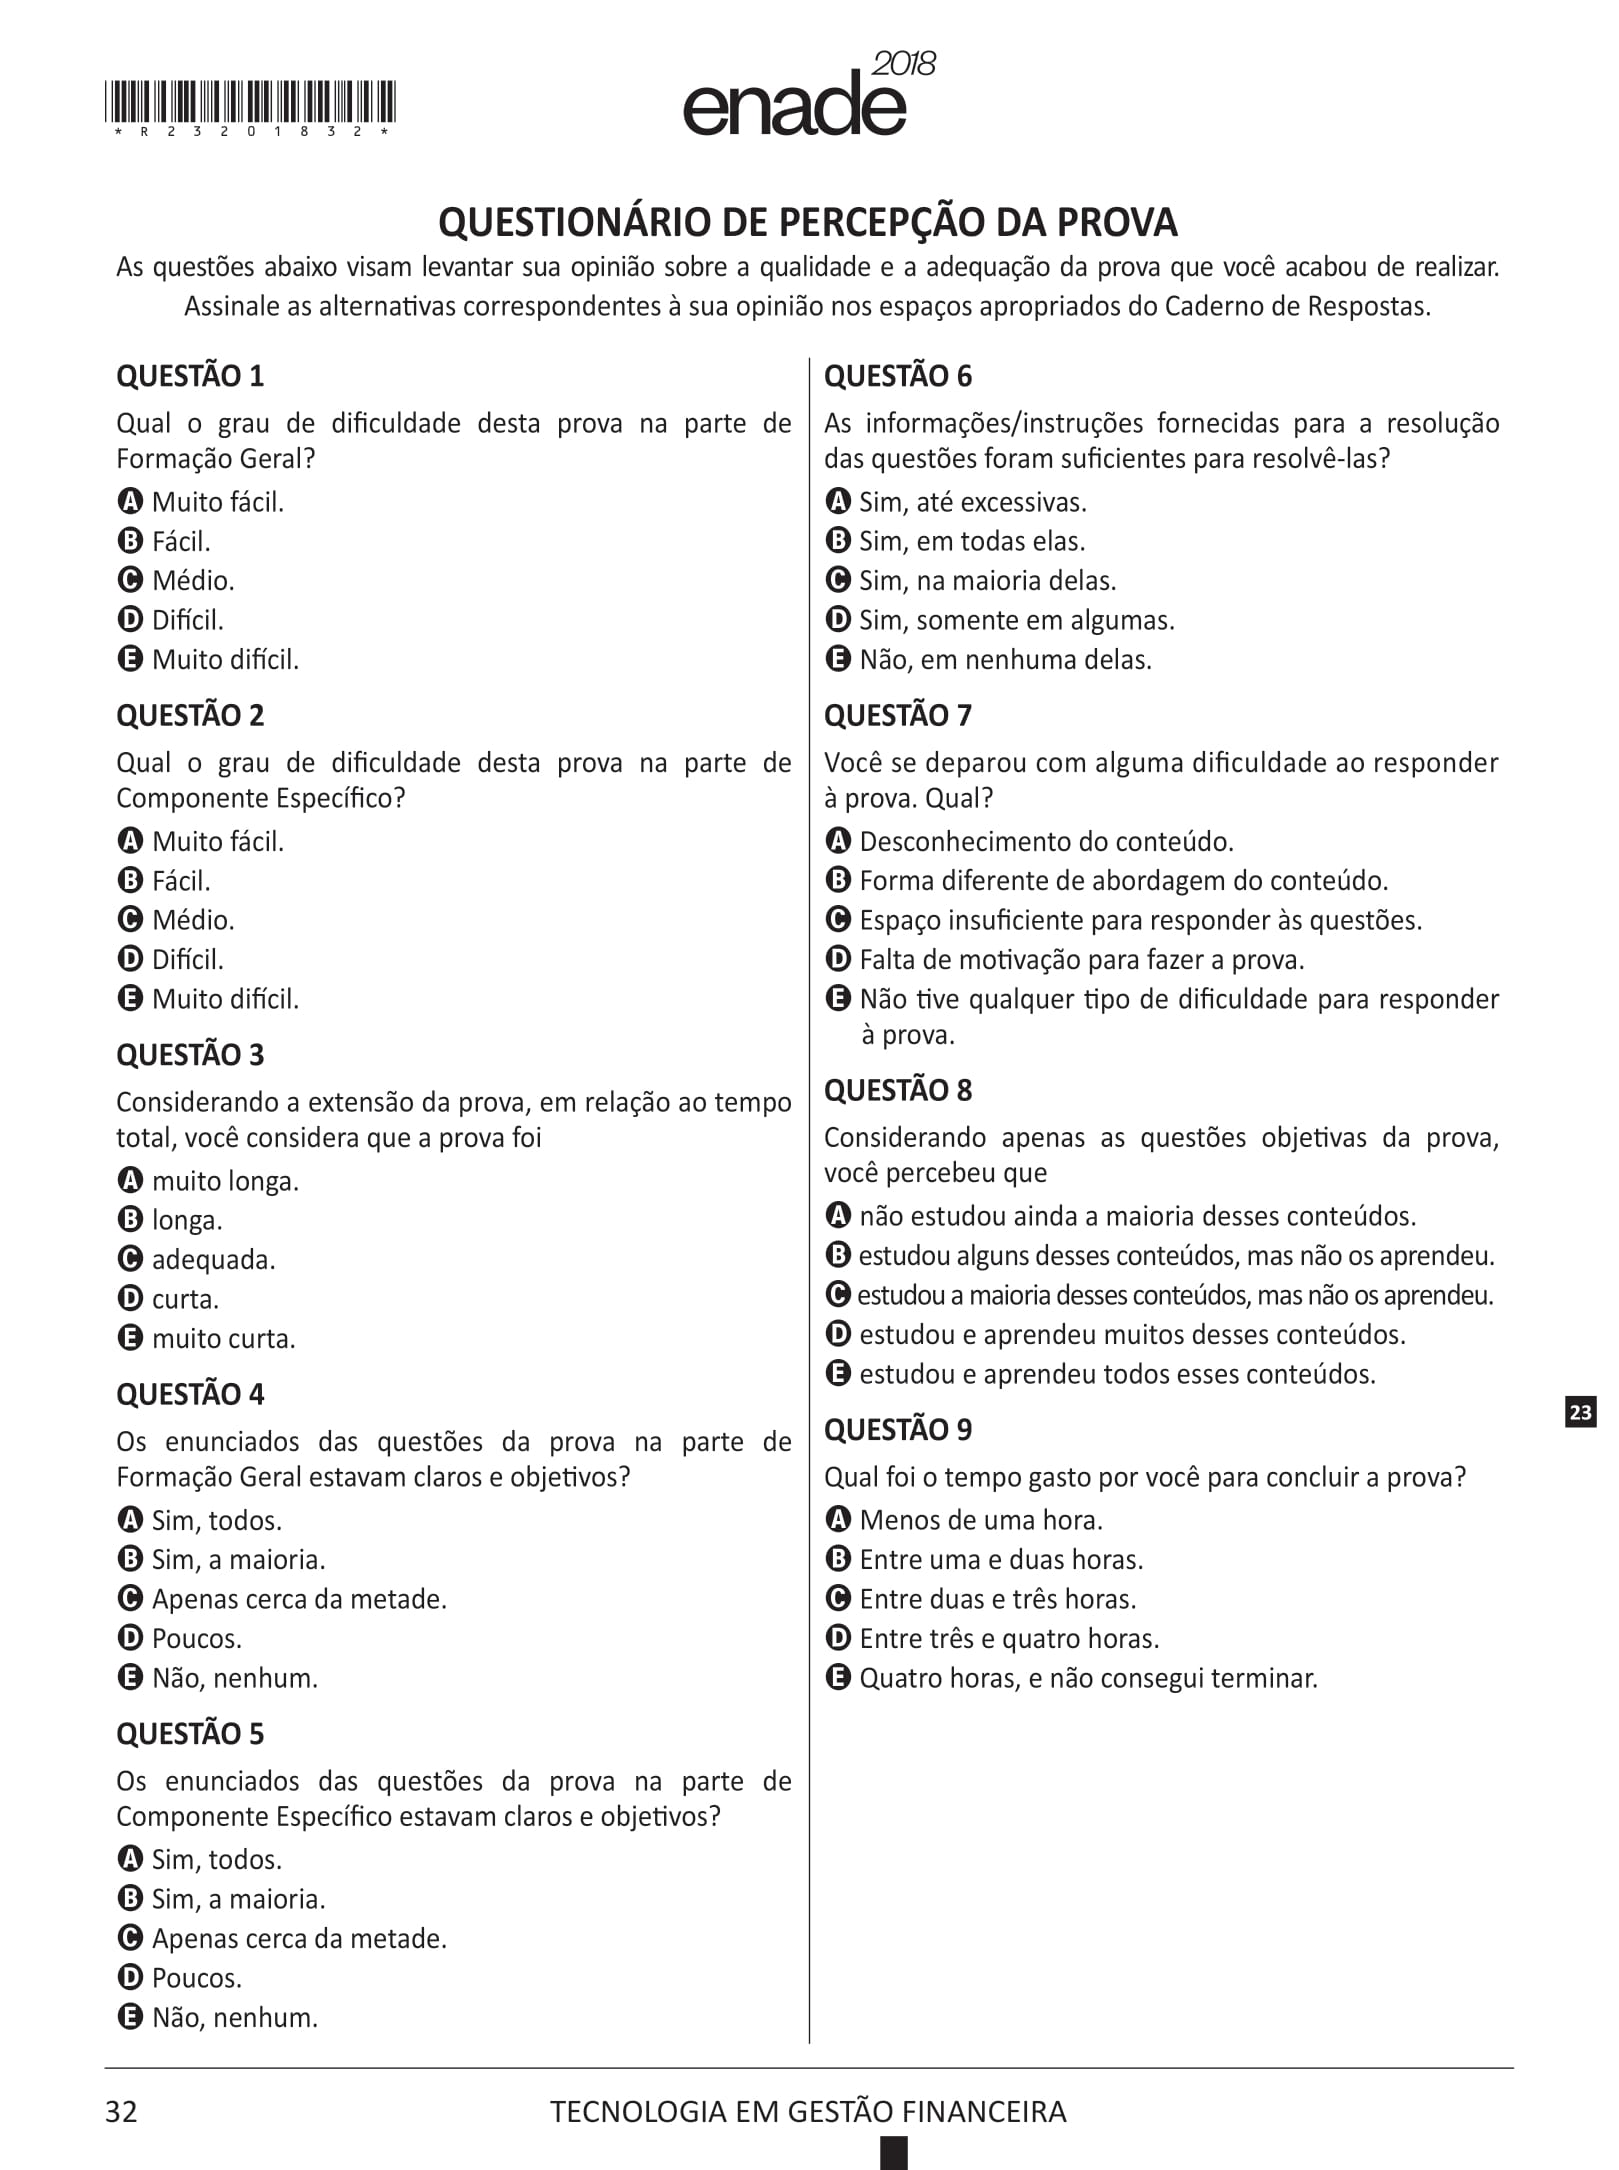 *R23201832*
enade 2018
QUESTIONÁRIO DE PERCEPÇÃO DA PROVA
As questões abaixo visam levantar sua opinião sobre a qualidade e a adequação da prova que você acabou de realizar.
Assinale as alternativas correspondentes à sua opinião nos espaços apropriados do Caderno de Respostas.
QUESTÃO 1
Qual o grau de dificuldade desta prova na parte de
Formação Geral?
A Muito fácil.
B Fácil.
C Médio.
D Difícil.
E Muito difícil.
QUESTÃO 2
Qual o grau de dificuldade desta prova na parte de
Componente Específico?
A Muito fácil.
B Fácil.
C Médio.
D Difícil.
E Muito difícil.
QUESTÃO 3
Considerando a extensão da prova, em relação ao tempo
total, você considera que a prova foi
A muito longa.
B longa.
C adequada.
D curta.
E muito curta.
QUESTÃO 4
Os enunciados das questões da prova na parte de
Formação Geral estavam claros e objetivos?
A Sim, todos.
B Sim, a maioria.
C Apenas cerca da metade.
D Poucos.
E Não, nenhum.
QUESTÃO 5
Os enunciados das questões da prova na parte de
Componente Específico estavam claros e objetivos?
A Sim, todos.
B Sim, a maioria.
C Apenas cerca da metade.
D Poucos.
E Não, nenhum.
QUESTÃO 6
As informações/instruções fornecidas para a resolução
das questões foram suficientes para resolvê-las?
A Sim, até excessivas.
B Sim, em todas elas.
C Sim, na maioria delas.
D Sim, somente em algumas.
E Não, em nenhuma delas.
QUESTÃO 7
Você se deparou com alguma dificuldade ao responder
à prova. Qual?
A Desconhecimento do conteúdo.
B Forma diferente de abordagem do conteúdo.
C Espaço insuficiente para responder às questões.
D Falta de motivação para fazer a prova.
E Não tive qualquer tipo de dificuldade para responder
à prova.
QUESTÃO 8
Considerando apenas as questões objetivas da prova,
você percebeu que
A não estudou ainda a maioria desses conteúdos.
B estudou alguns desses conteúdos, mas não os aprendeu.
C estudou a maioria desses conteúdos, mas não os aprendeu.
D estudou e aprendeu muitos desses conteúdos.
E estudou e aprendeu todos esses conteúdos.
QUESTÃO 9
Qual foi o tempo gasto por você para concluir a prova?
A Menos de uma hora.
B Entre uma e duas horas.
C Entre duas e três horas.
D Entre três e quatro horas.
E Quatro horas, e não consegui terminar.
23
32
TECNOLOGIA EM GESTÃO FINANCEIRA